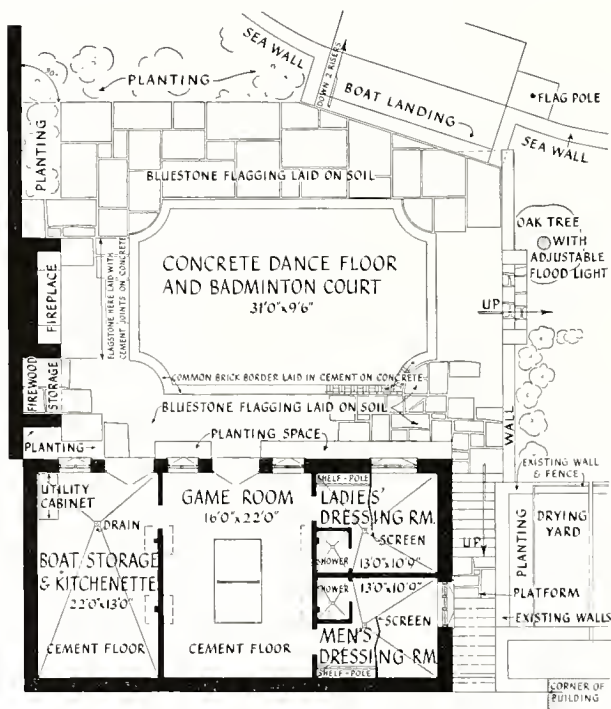 SEA WALL
PLANTING
DOWN 2 RISERS
BOAT LANDING
FLAG POLE
SEA WALL
90°
PLANTING
BLUESTONE FLAGGING LAID ON SOIL
OAK TREE
WITH
ADJUSTABLE
FLOOD LIGHT
CONCRETE DANCE FLOOR
AND BADMINTON COURT
31'0"x9'6"
FIREPLACE
FLAGSTONE HERE LAID WITH
CEMENT JOINTS ON CONCRETE
UP
FIREWOOD
STORAGE
COMMON BRICK BORDER LAID IN CEMENT ON CONCRETE
BLUESTONE FLAGGING LAID ON SOIL
WALL
PLANTING
PLANTING SPACE
EXISTING WALL
& FENCE
UTILITY
CABINET
GAME ROOM
16'0"x22'0"
SHELF-POLE
LADIES'
DRESSING RM.
DRAIN
SCREEN
SHOWER
13'0"x10'9"
UP
PLANTING
DRYING
YARD
BOAT STORAGE
& KITCHENETTE
22'0"x13'0"
SHOWER
13'0"x10'9"
PLATFORM
SCREEN
EXISTING WALLS
MEN'S
DRESSING RM.
CEMENT FLOOR
CEMENT FLOOR
SHELF-POLE
CORNER OF
BUILDING